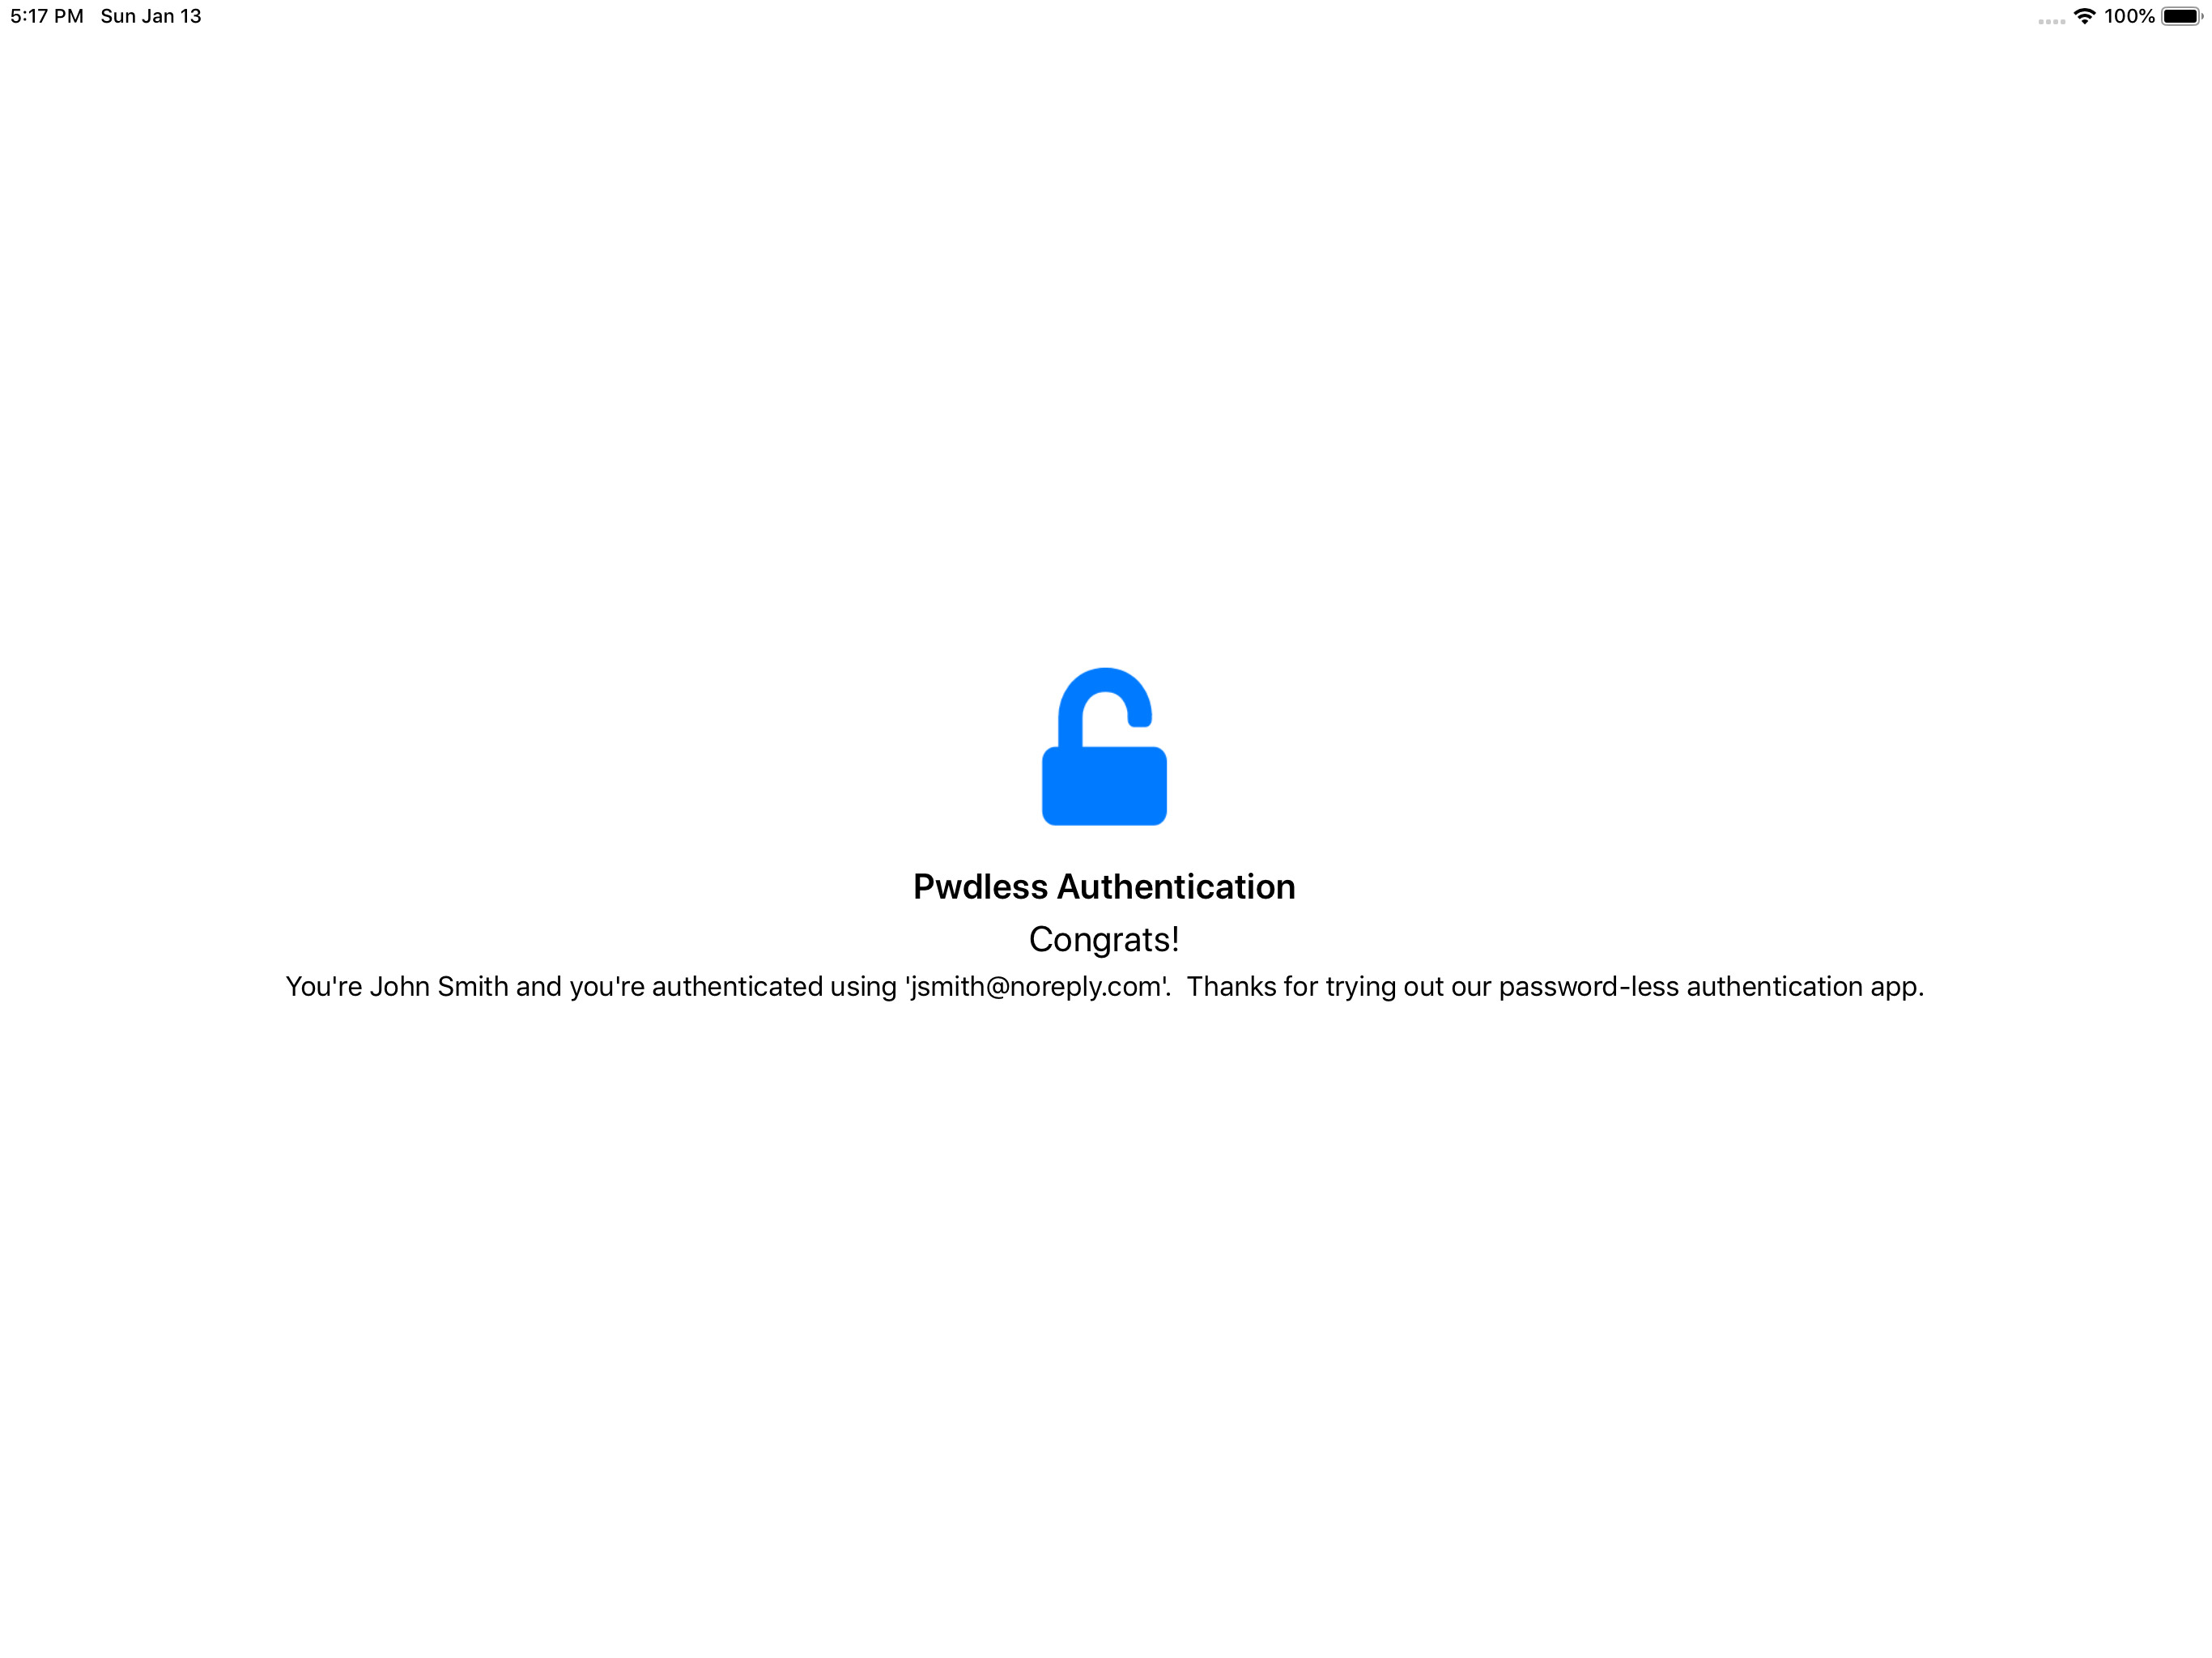 5:17 PM Sun Jan 13 100%
Pwdless Authentication
Congrats!
You're John Smith and you're authenticated using 'jsmith@noreply.com'.  Thanks for trying out our password-less authentication app.